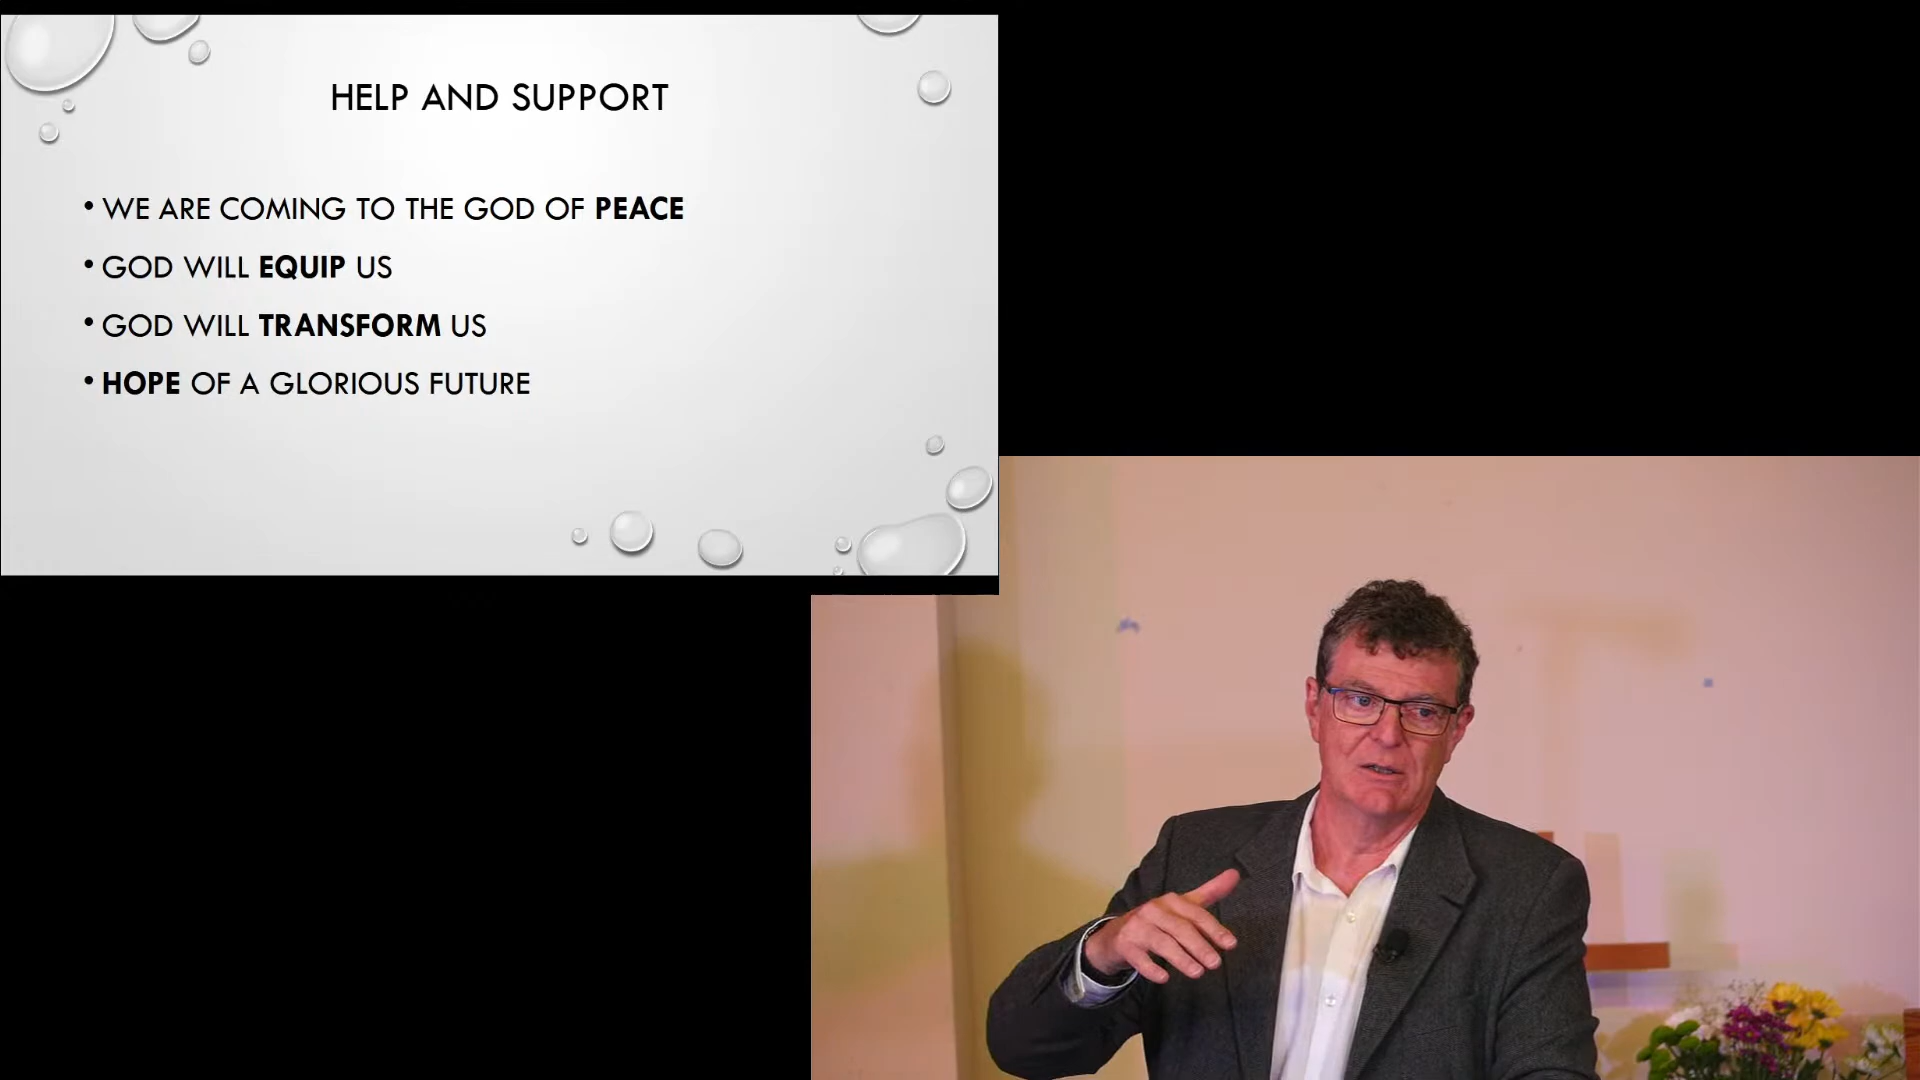 HELP AND SUPPORT
• WE ARE COMING TO THE GOD OF PEACE
• GOD WILL EQUIP US
• GOD WILL TRANSFORM US
• HOPE OF A GLORIOUS FUTURE